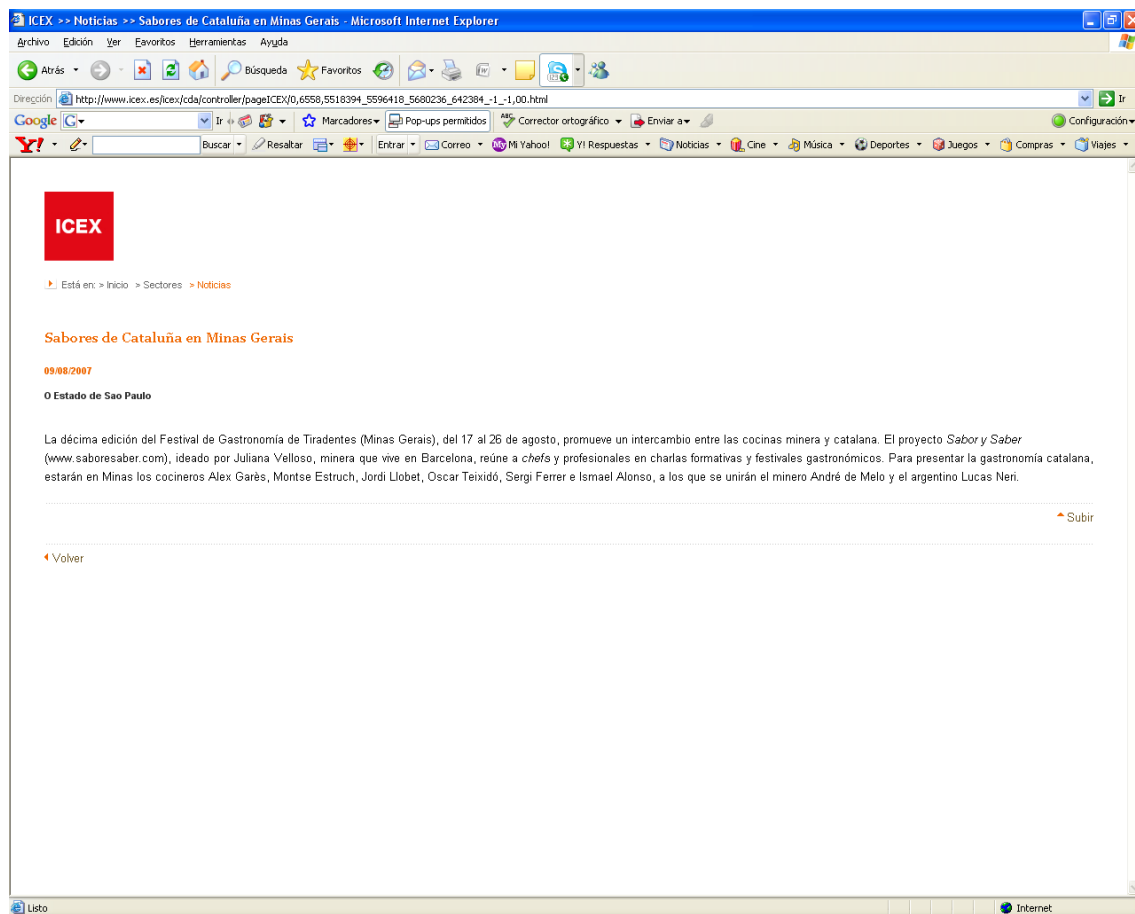 ICEX >> Noticias >> Sabores de Cataluña en Minas Gerais - Microsoft Internet Explorer
Archivo Edición Ver Favoritos Herramientas Ayuda
Atrás Búsqueda Favoritos
Dirección http://www.icex.es/icex/cda/controller/pageICEX/0,6558,5518394_5596418_5680236_642384_-1_-1,00.html Ir
Google G Ir Marcadores Pop-ups permitidos Corrector ortográfico Enviar a Configuración
Y! Buscar Resaltar Entrar Correo Mi Yahoo! Y! Respuestas Noticias Cine Música Deportes Juegos Compras Viajes
ICEX
Está en: > Inicio > Sectores > Noticias
Sabores de Cataluña en Minas Gerais
09/08/2007
O Estado de Sao Paulo
La décima edición del Festival de Gastronomía de Tiradentes (Minas Gerais), del 17 al 26 de agosto, promueve un intercambio entre las cocinas minera y catalana. El proyecto Sabor y Saber
(www.saboresaber.com), ideado por Juliana Velloso, minera que vive en Barcelona, reúne a chefs y profesionales en charlas formativas y festivales gastronómicos. Para presentar la gastronomía catalana,
estarán en Minas los cocineros Alex Garès, Montse Estruch, Jordi Llobet, Oscar Teixidó, Sergi Ferrer e Ismael Alonso, a los que se unirán el minero André de Melo y el argentino Lucas Neri.
Subir
Volver
Listo Internet